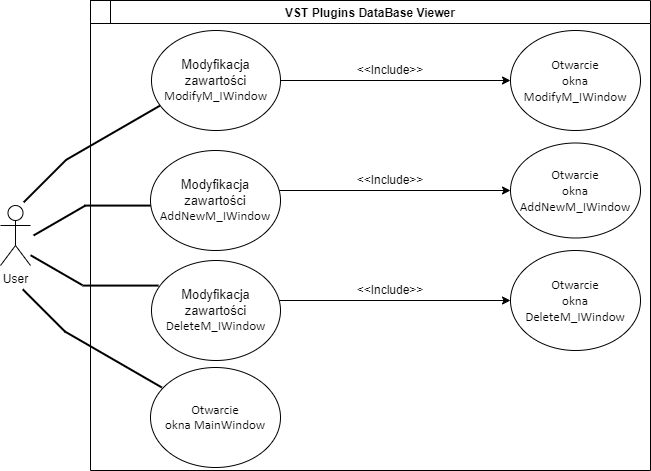 VST Plugins DataBase Viewer
Modyfikacja
zawartości
ModifyM_IWindow
<<Include>>
Otwarcie
okna
ModifyM_IWindow
Modyfikacja
zawartości
AddNewM_IWindow
<<Include>>
Otwarcie
okna
AddNewM_IWindow
User
Modyfikacja
zawartości
DeleteM_IWindow
<<Include>>
Otwarcie
okna
DeleteM_IWindow
Otwarcie
okna MainWindow